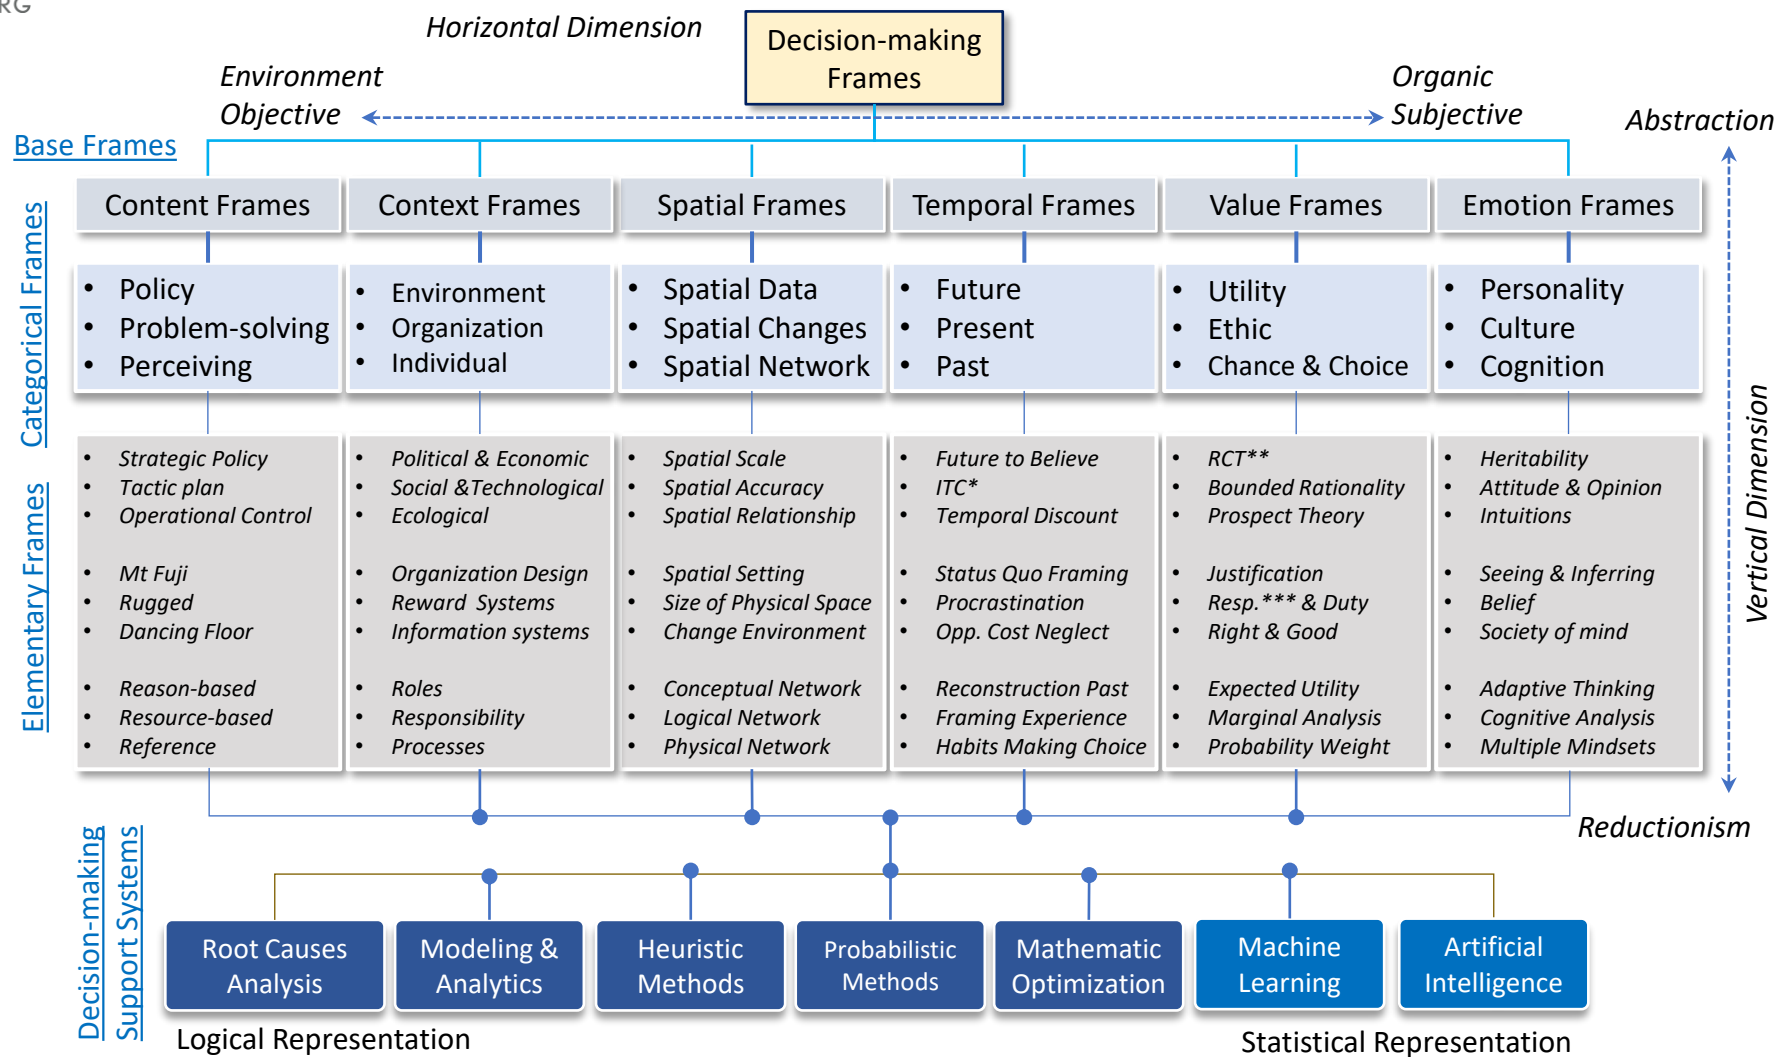 RG
Horizontal Dimension
Decision-making
Frames
Environment
Objective
Organic
Subjective
Abstraction
Base Frames
Content Frames
Context Frames
Spatial Frames
Temporal Frames
Value Frames
Emotion Frames
Categorical Frames
• Policy
• Problem-solving
• Perceiving
• Environment
• Organization
• Individual
• Spatial Data
• Spatial Changes
• Spatial Network
• Future
• Present
• Past
• Utility
• Ethic
• Chance & Choice
• Personality
• Culture
• Cognition
Vertical Dimension
Elementary Frames
• Strategic Policy
• Tactic plan
• Operational Control
• Mt Fuji
• Rugged
• Dancing Floor
• Reason-based
• Resource-based
• Reference
• Political & Economic
• Social &Technological
• Ecological
• Organization Design
• Reward Systems
• Information systems
• Roles
• Responsibility
• Processes
• Spatial Scale
• Spatial Accuracy
• Spatial Relationship
• Spatial Setting
• Size of Physical Space
• Change Environment
• Conceptual Network
• Logical Network
• Physical Network
• Future to Believe
• ITC*
• Temporal Discount
• Status Quo Framing
• Procrastination
• Opp. Cost Neglect
• Reconstruction Past
• Framing Experience
• Habits Making Choice
• RCT**
• Bounded Rationality
• Prospect Theory
• Justification
• Resp.*** & Duty
• Right & Good
• Expected Utility
• Marginal Analysis
• Probability Weight
• Heritability
• Attitude & Opinion
• Intuitions
• Seeing & Inferring
• Belief
• Society of mind
• Adaptive Thinking
• Cognitive Analysis
• Multiple Mindsets
Reductionism
Decision-making
Support Systems
Root Causes
Analysis
Modeling &
Analytics
Heuristic
Methods
Probabilistic
Methods
Mathematic
Optimization
Machine
Learning
Artificial
Intelligence
Logical Representation
Statistical Representation